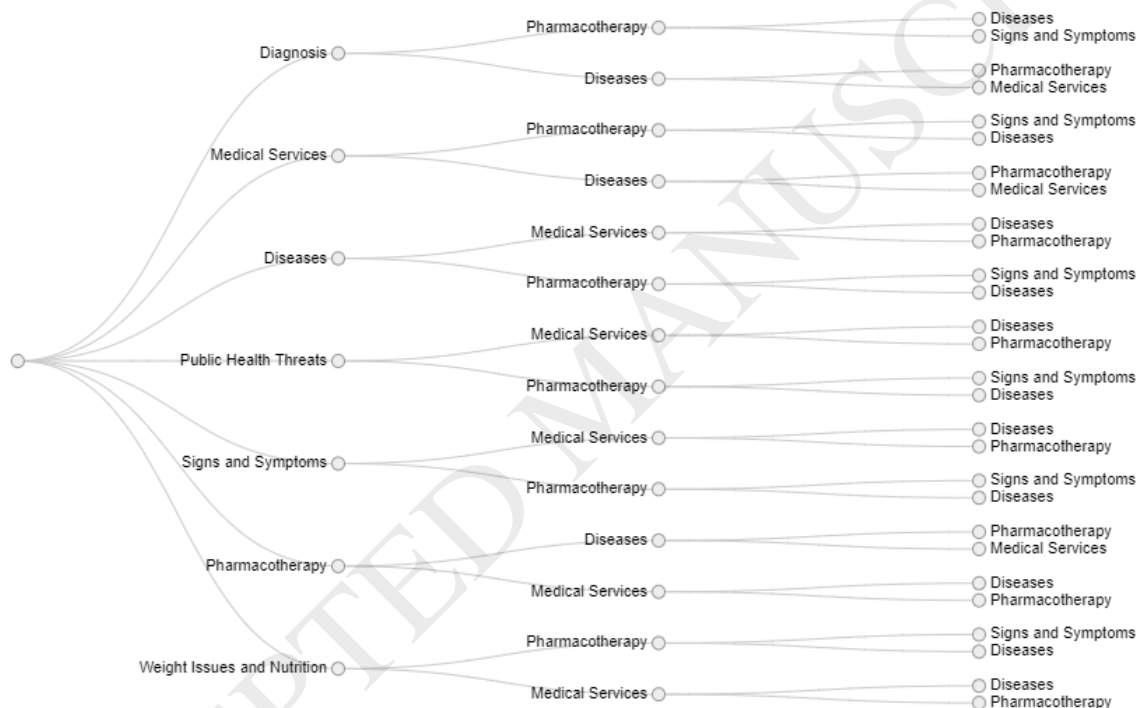 Diagnosis
Pharmacotherapy
Diseases
Signs and Symptoms
Diseases
Pharmacotherapy
Medical Services
Medical Services
Pharmacotherapy
Signs and Symptoms
Diseases
Diseases
Pharmacotherapy
Medical Services
Diseases
Medical Services
Diseases
Pharmacotherapy
Pharmacotherapy
Signs and Symptoms
Diseases
Public Health Threats
Medical Services
Diseases
Pharmacotherapy
Pharmacotherapy
Signs and Symptoms
Diseases
Signs and Symptoms
Medical Services
Diseases
Pharmacotherapy
Pharmacotherapy
Signs and Symptoms
Diseases
Pharmacotherapy
Diseases
Pharmacotherapy
Medical Services
Medical Services
Diseases
Pharmacotherapy
Weight Issues and Nutrition
Pharmacotherapy
Signs and Symptoms
Diseases
Medical Services
Diseases
Pharmacotherapy